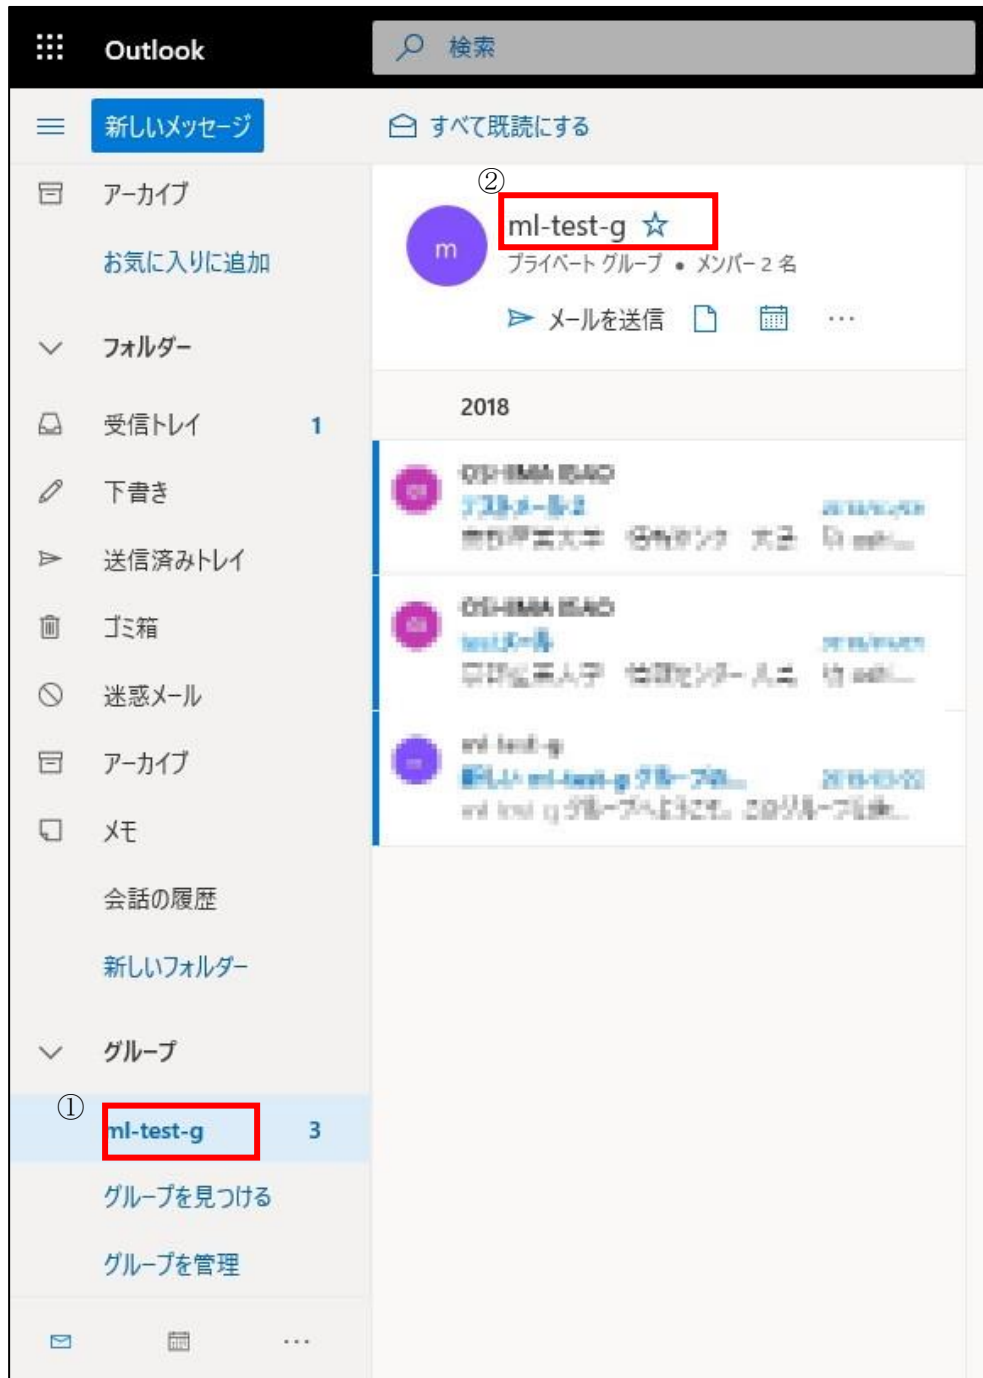 Outlook
検索
新しいメッセージ
すべて既読にする
アーカイブ
お気に入りに追加
フォルダー
受信トレイ 1
下書き
送信済みトレイ
ゴミ箱
迷惑メール
アーカイブ
メモ
会話の履歴
新しいフォルダー
グループ
①
ml-test-g 3
グループを見つける
グループを管理
②
m
ml-test-g
プライベート グループ • メンバー 2 名
メールを送信
2018
OSHIMA ISAO
OSHIMA ISAO
ml-test-g